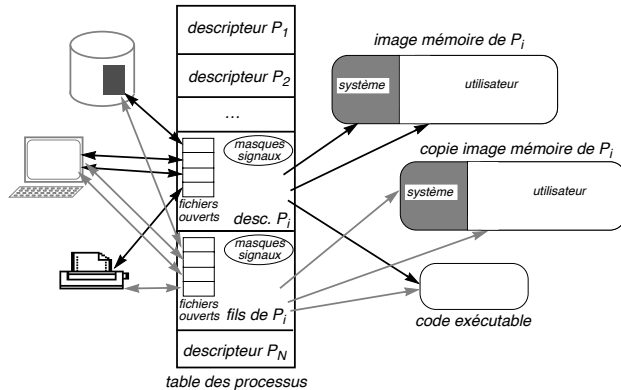 descripteur P1
descripteur P2
...
masques
signaux
fichiers
ouverts
desc. Pi
masques
signaux
fichiers
ouverts
fils de Pi
descripteur PN
table des processus
image mémoire de Pi
système
utilisateur
copie image mémoire de Pi
système
utilisateur
code exécutable